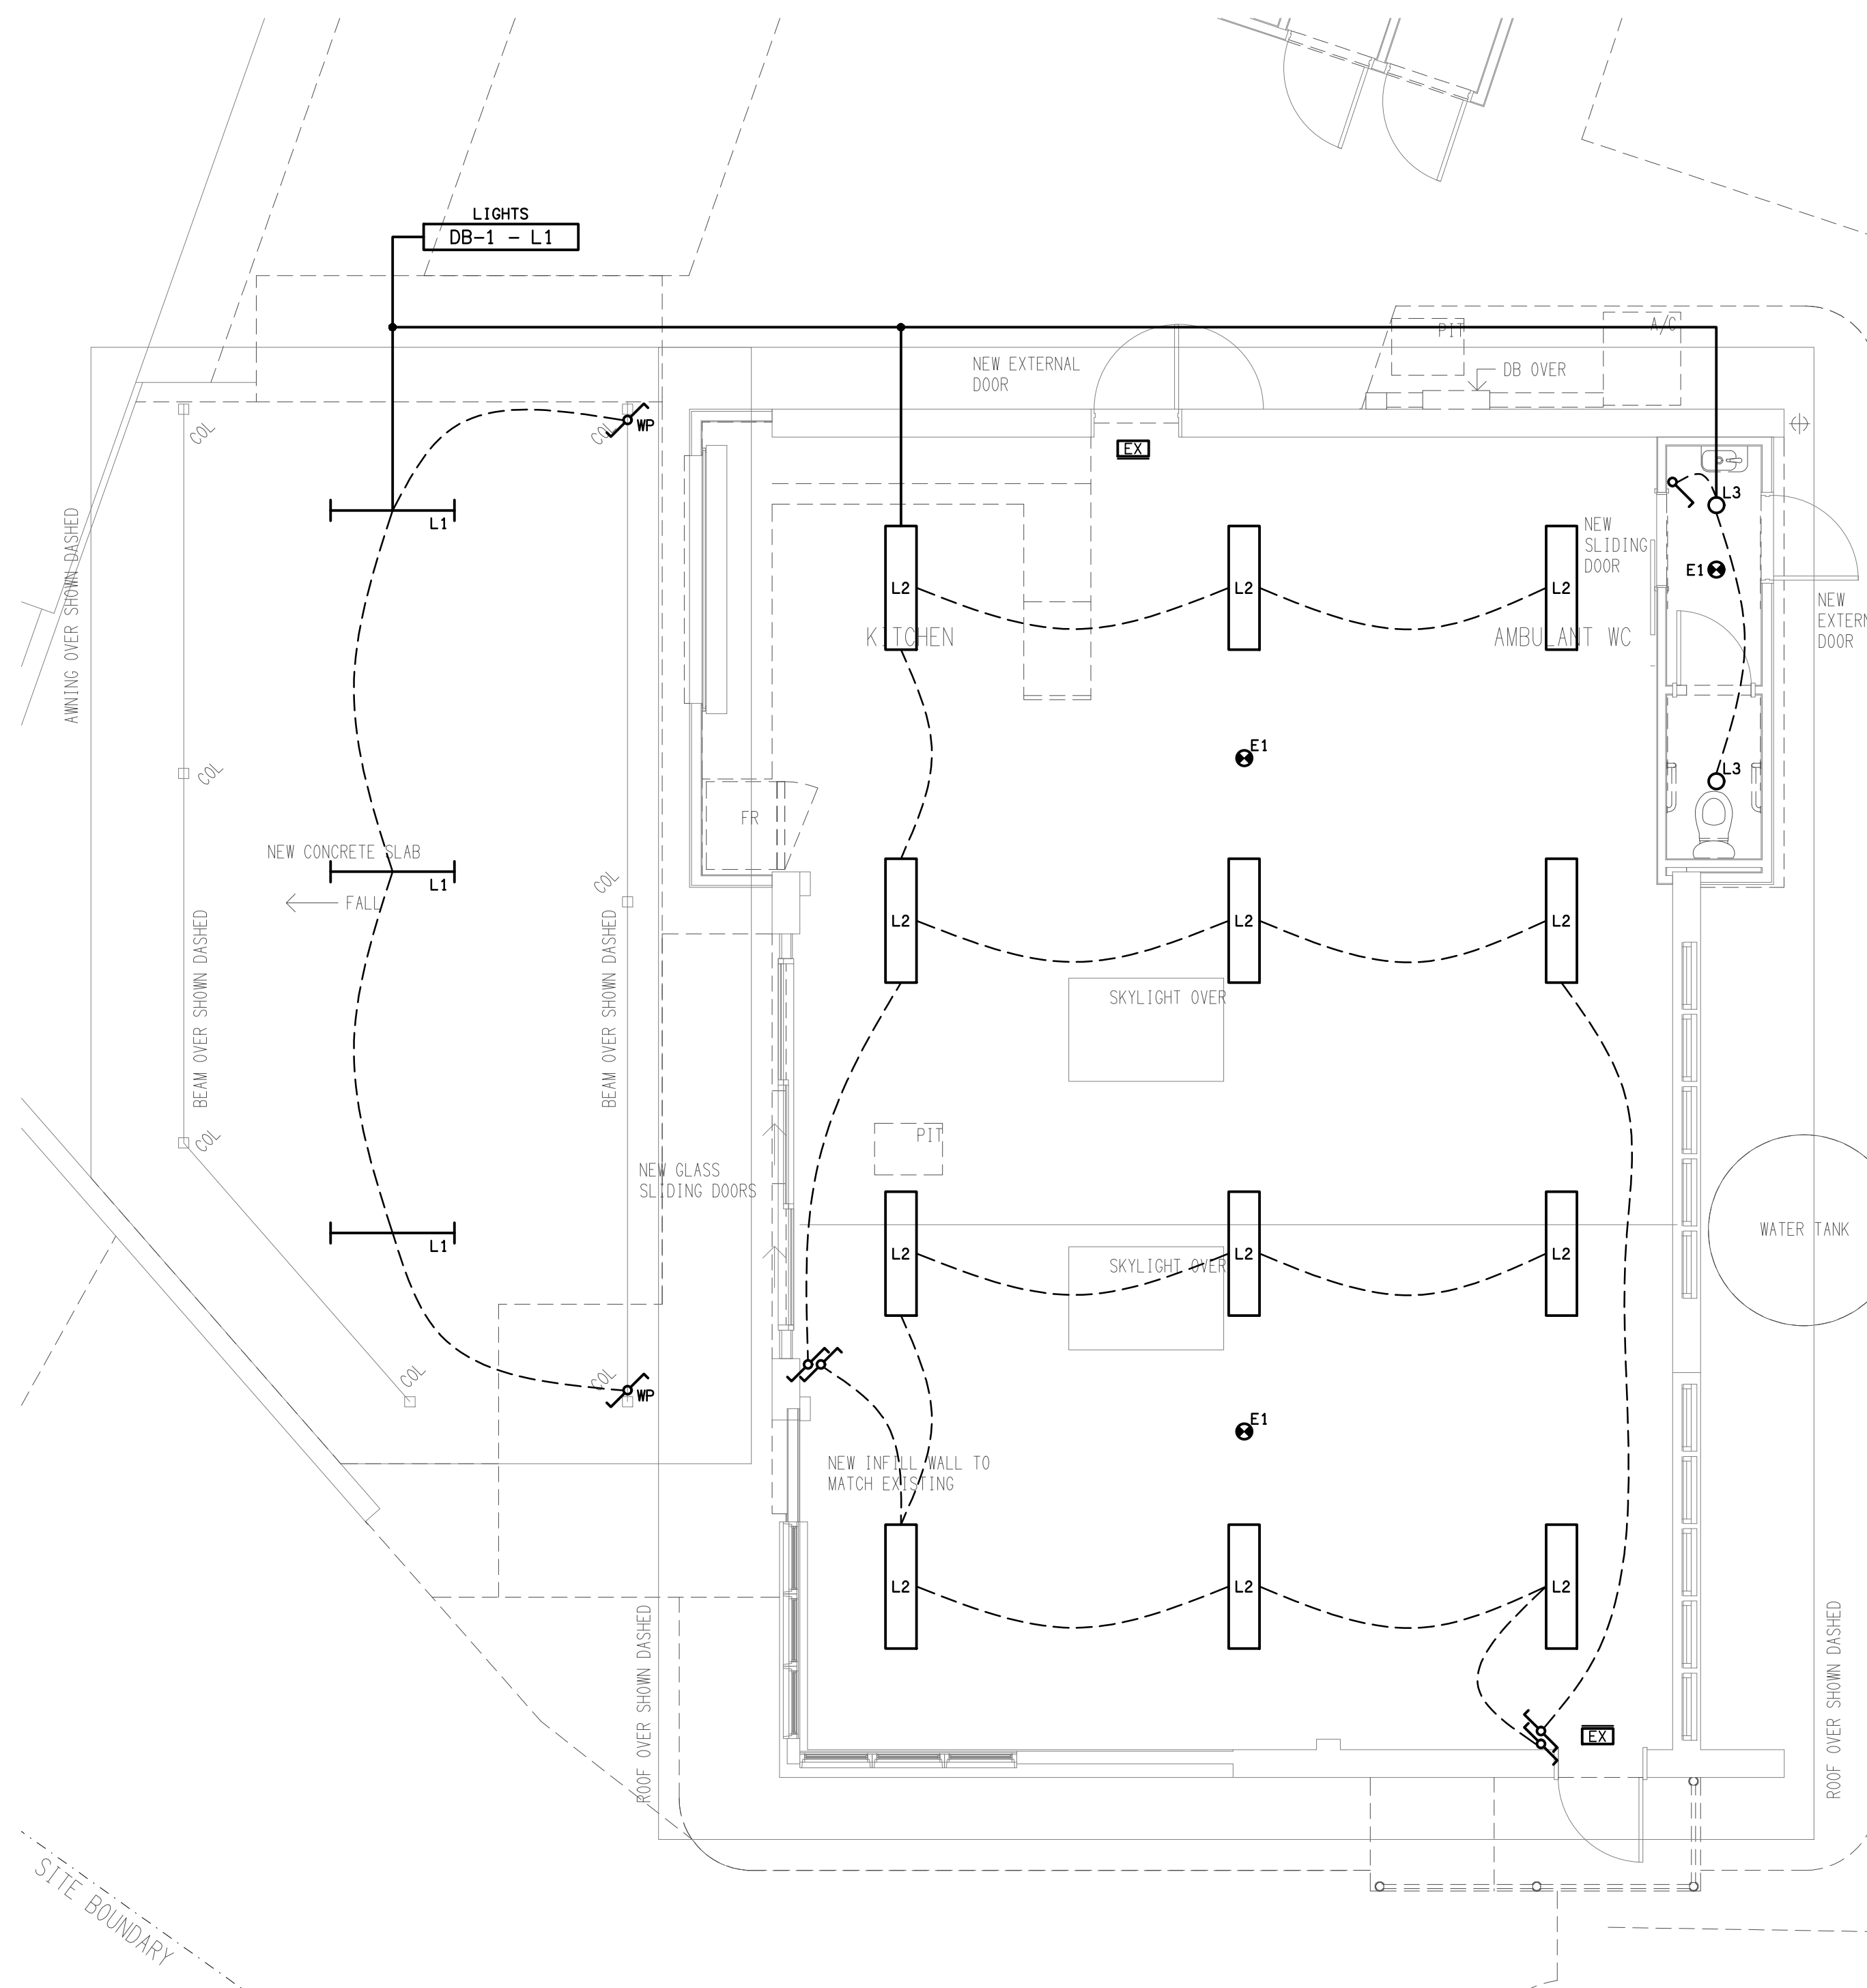 LIGHTS
DB-1 - L1
PIT
A/C
NEW EXTERNAL
DOOR
DB OVER
COL
COL
WP
EX
L3
L1
NEW
SLIDING
DOOR
E1
L2
L2
L2
NEW
EXTERN
DOOR
KITCHEN
AMBULANT WC
AWNING OVER SHOWN DASHED
E1
COL
L3
FR
NEW CONCRETE SLAB
L1
COL
FALL
L2
L2
L2
BEAM OVER SHOWN DASHED
BEAM OVER SHOWN DASHED
SKYLIGHT OVER
COL
PIT
NEW GLASS
SLIDING DOORS
L1
L2
L2
L2
WATER TANK
SKYLIGHT OVER
COL
COL
WP
E1
NEW INFILL WALL TO
MATCH EXISTING
L2
L2
L2
ROOF OVER SHOWN DASHED
ROOF OVER SHOWN DASHED
EX
SITE BOUNDARY